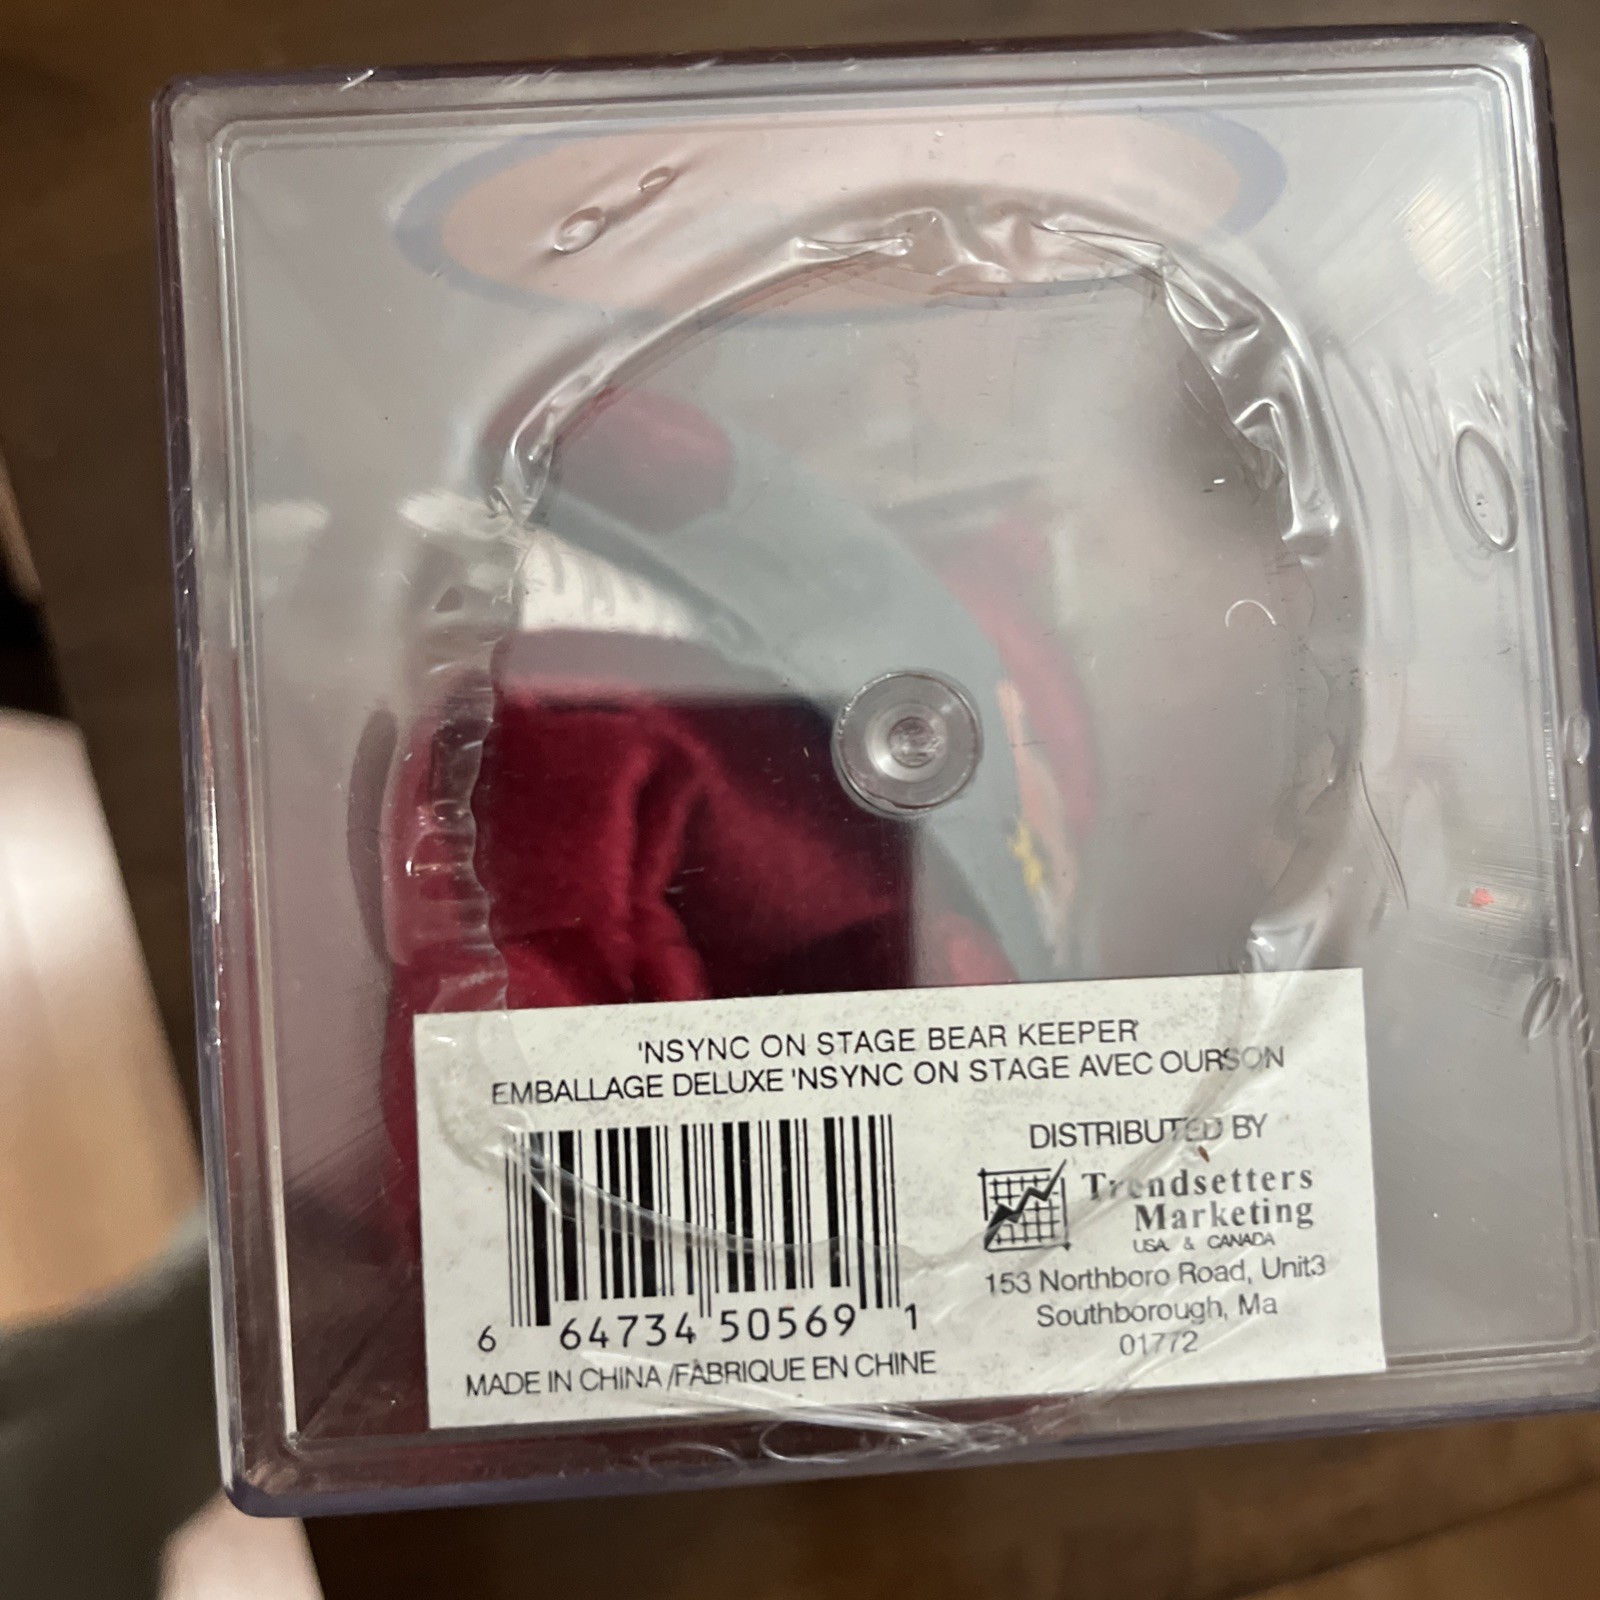 'NSYNC ON STAGE BEAR KEEPER
EMBALLAGE DELUXE 'NSYNC ON STAGE AVEC OURSON
DISTRIBUTED BY
Trendsetters
Marketing
USA & CANADA
153 Northboro Road, Unit3
Southborough, Ma
01772
6 64734 50569 1
MADE IN CHINA /FABRIQUE EN CHINE